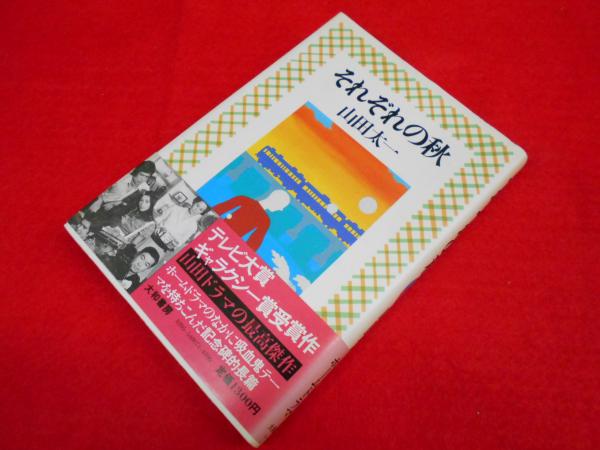 それぞれの秋
山田太一
テレビ大賞
ギャラクシー賞受賞作
山田ドラマの最高傑作
ホームドラマのなかに吸血鬼テー
マを持ちこんだ記念碑的長篇
大和書房
定価1300円